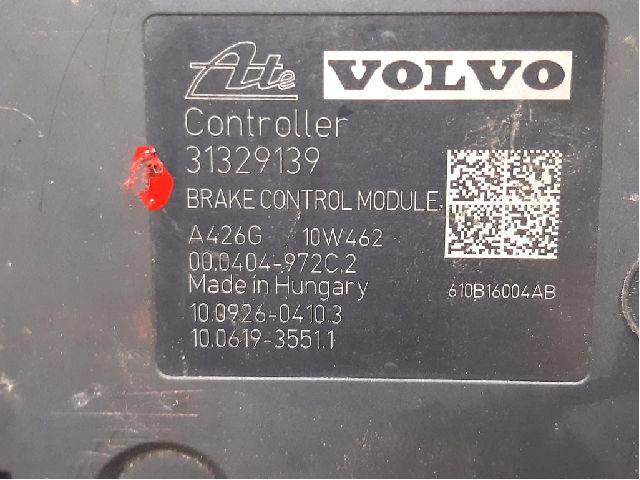 Ate VOLVO
Controller
31329139
BRAKE CONTROL MODULE.
A426G 10W462
00.0404-972C.2
Made in Hungary 610B16004AB
10.0926-0410.3
10.0619-3551.1